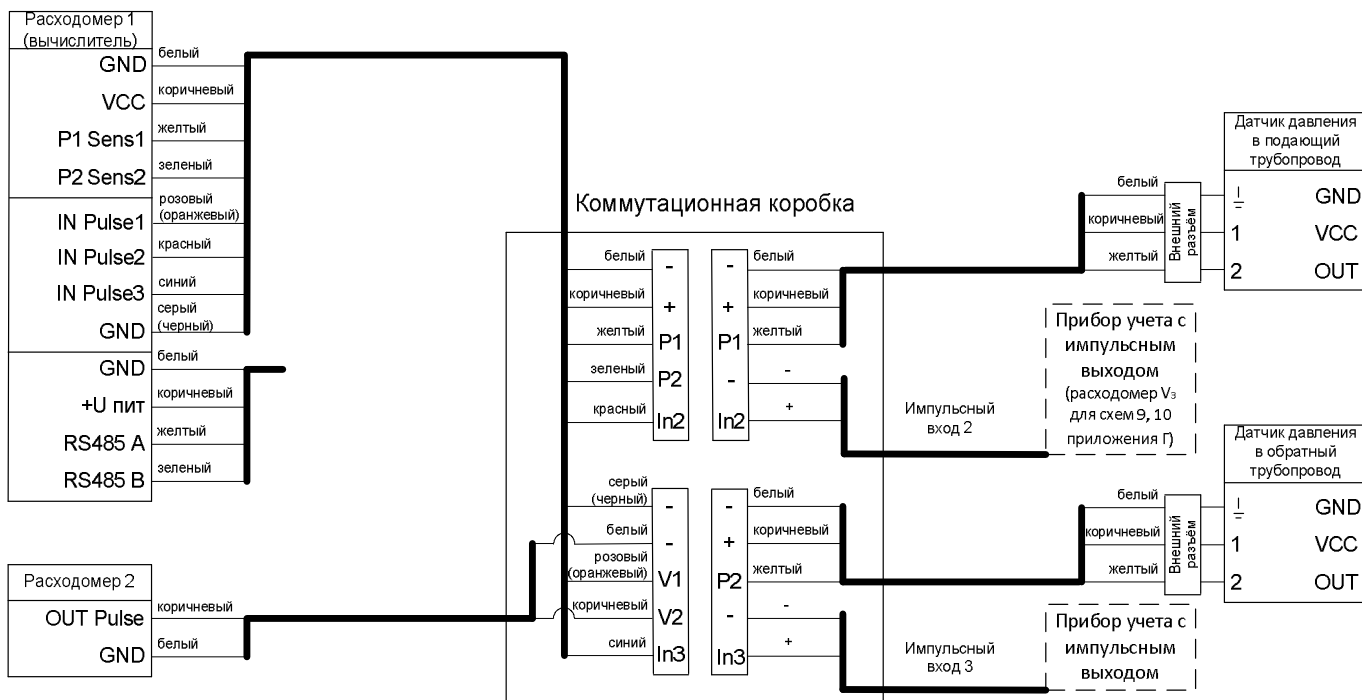 Расходомер 1
(вычислитель)
GND
белый
VCC
коричневый
P1 Sens1
желтый
P2 Sens2
зеленый
IN Pulse1
розовый
(оранжевый)
IN Pulse2
красный
IN Pulse3
синий
GND
серый
(черный)
GND
белый
+U пит
коричневый
RS485 A
желтый
RS485 B
зеленый
Расходомер 2
OUT Pulse
коричневый
GND
белый
Коммутационная коробка
белый
-
коричневый
+
желтый
P1
зеленый
P2
красный
In2
-
белый
+
коричневый
P1
желтый
-
-
In2
+
серый
(черный)
-
белый
-
розовый
(оранжевый)
V1
коричневый
V2
синий
In3
-
белый
+
коричневый
P2
желтый
-
-
In3
+
Импульсный
вход 2
Импульсный
вход 3
белый
коричневый
желтый
Внешний
разъём
Датчик давления
в подающий
трубопровод
GND
1
VCC
2
OUT
Прибор учета с
импульсным
выходом
(расходомер V₃
для схем 9, 10
приложения Г)
белый
коричневый
желтый
Внешний
разъём
Датчик давления
в обратный
трубопровод
GND
1
VCC
2
OUT
Прибор учета с
импульсным
выходом